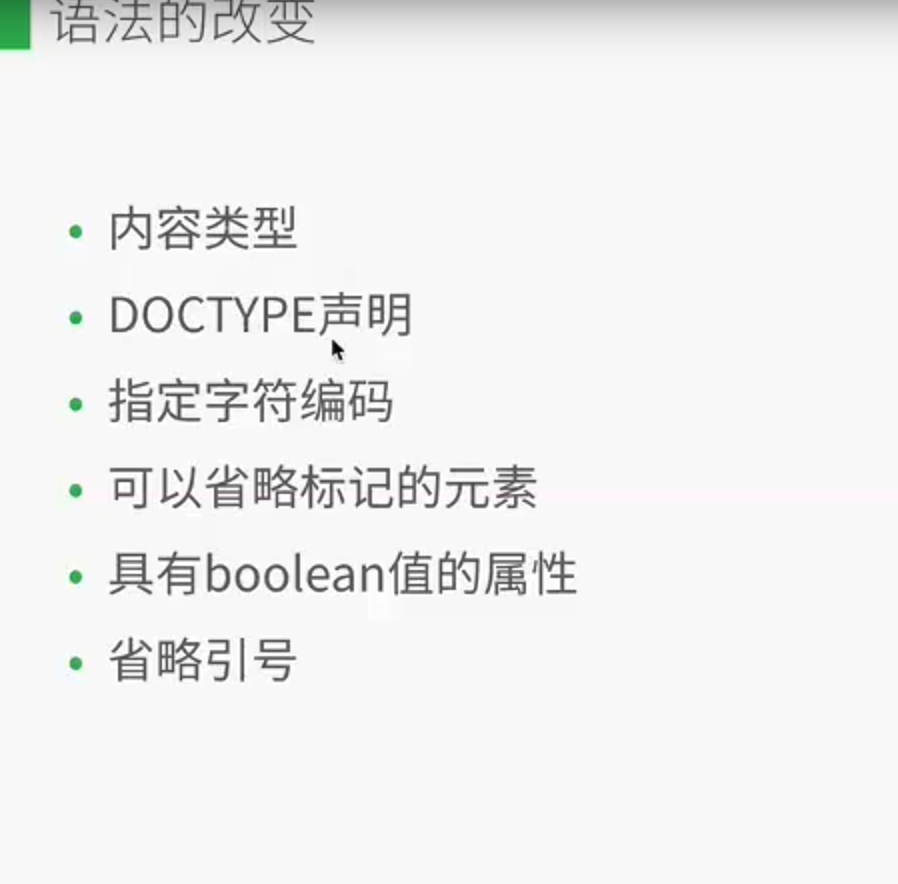 语法的改变
内容类型
DOCTYPE声明
指定字符编码
可以省略标记的元素
具有boolean值的属性
省略引号